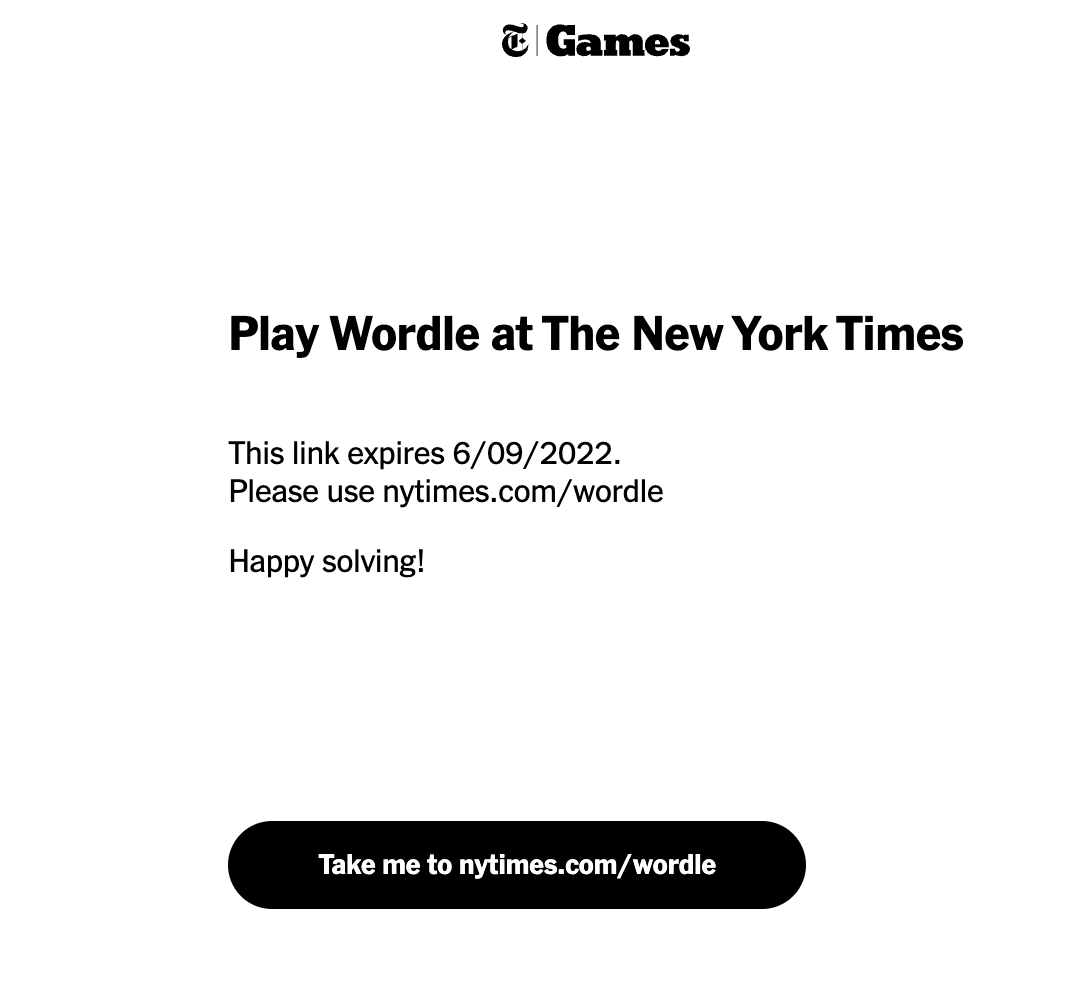 T Games
Play Wordle at The New York Times
This link expires 6/09/2022.
Please use nytimes.com/wordle
Happy solving!
Take me to nytimes.com/wordle